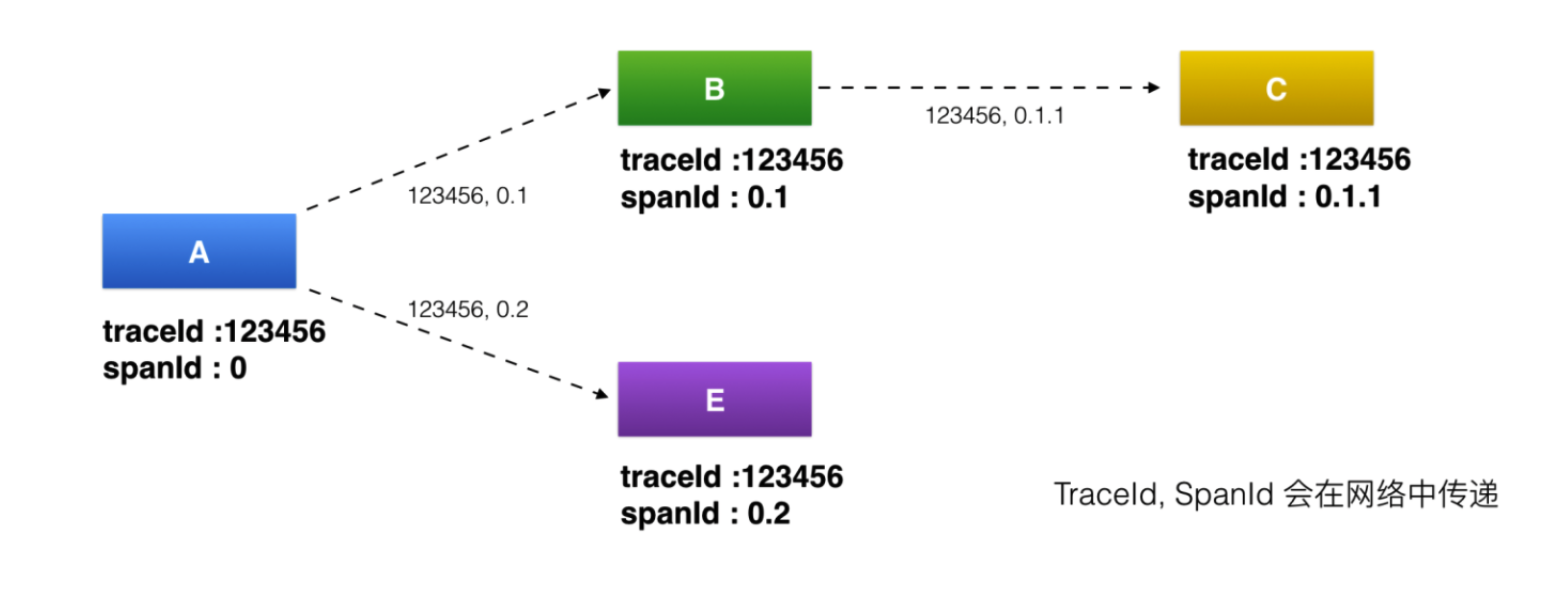 B
C
123456, 0.1.1
traceId :123456
spanId : 0.1
traceId :123456
spanId : 0.1.1
123456, 0.1
A
traceId :123456
spanId : 0
123456, 0.2
E
traceId :123456
spanId : 0.2
TraceId, SpanId 会在网络中传递